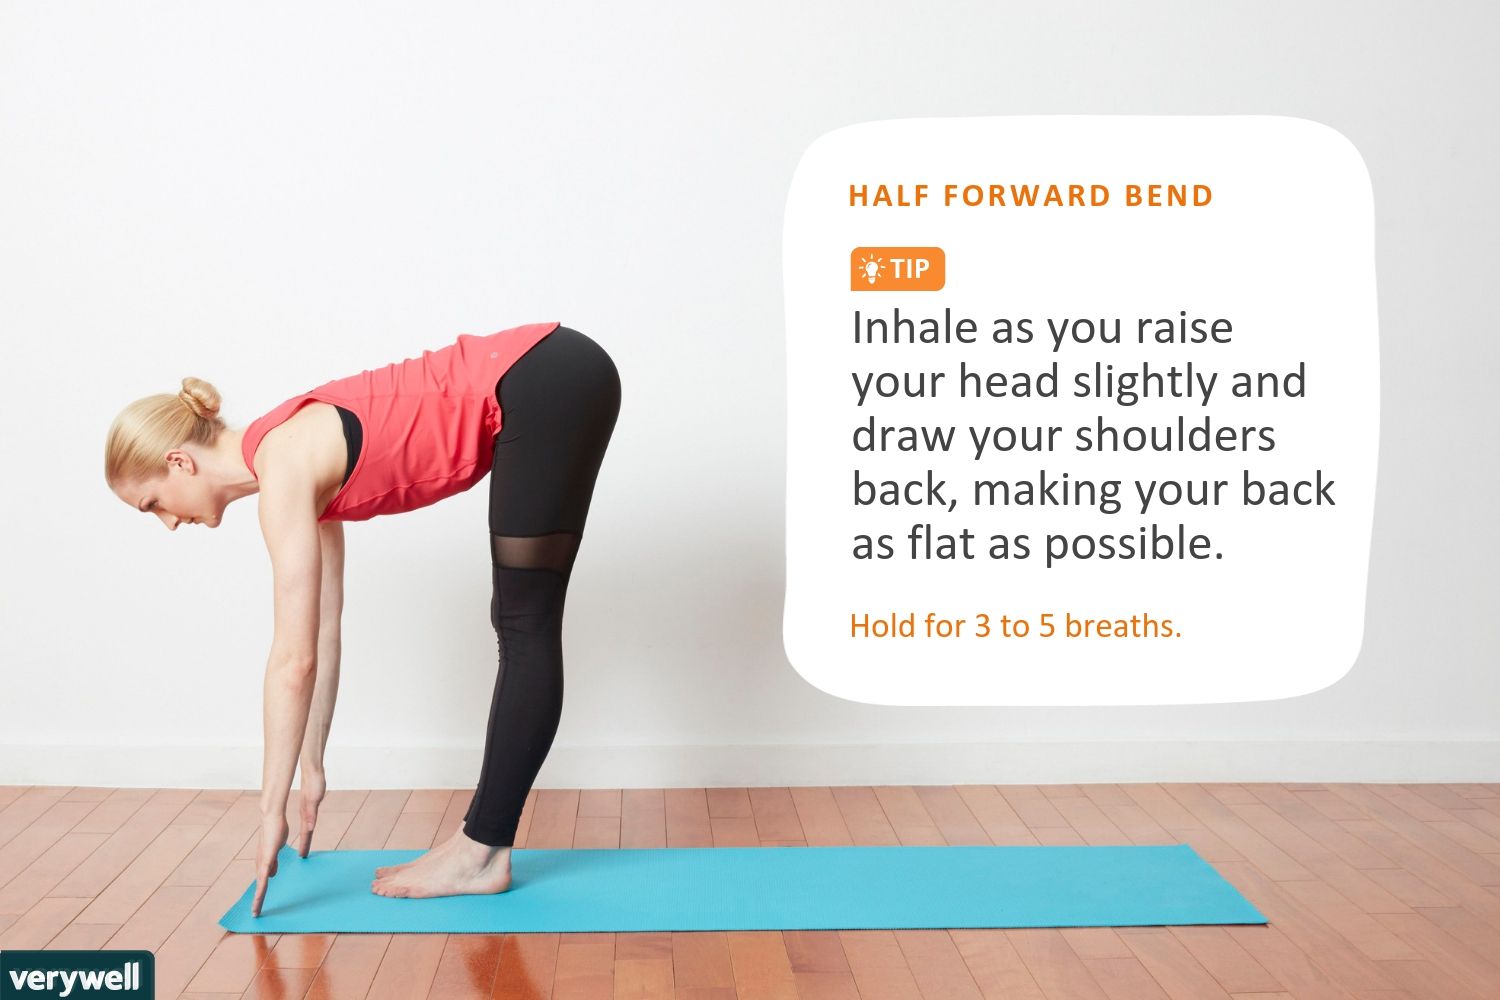 HALF FORWARD BEND
TIP
Inhale as you raise
your head slightly and
draw your shoulders
back, making your back
as flat as possible.
Hold for 3 to 5 breaths.
verywell